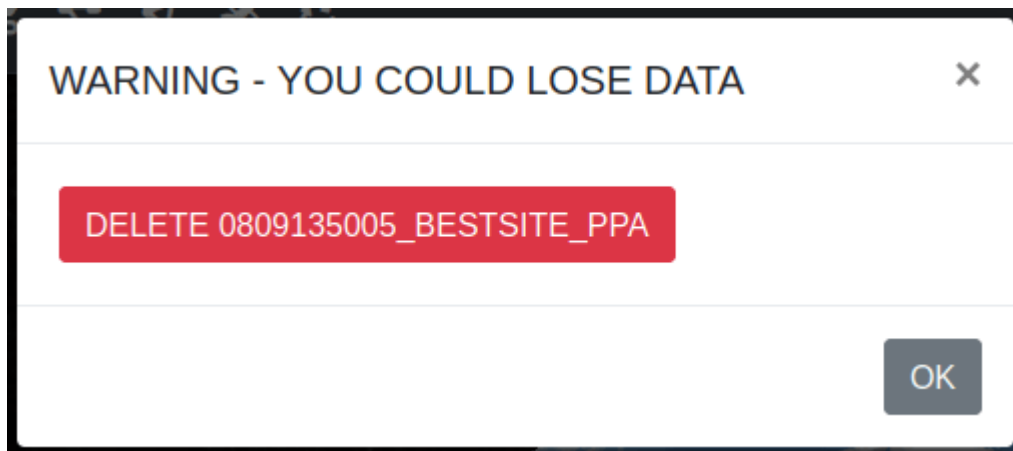 WARNING - YOU COULD LOSE DATA ×
DELETE 0809135005_BESTSITE_PPA
OK